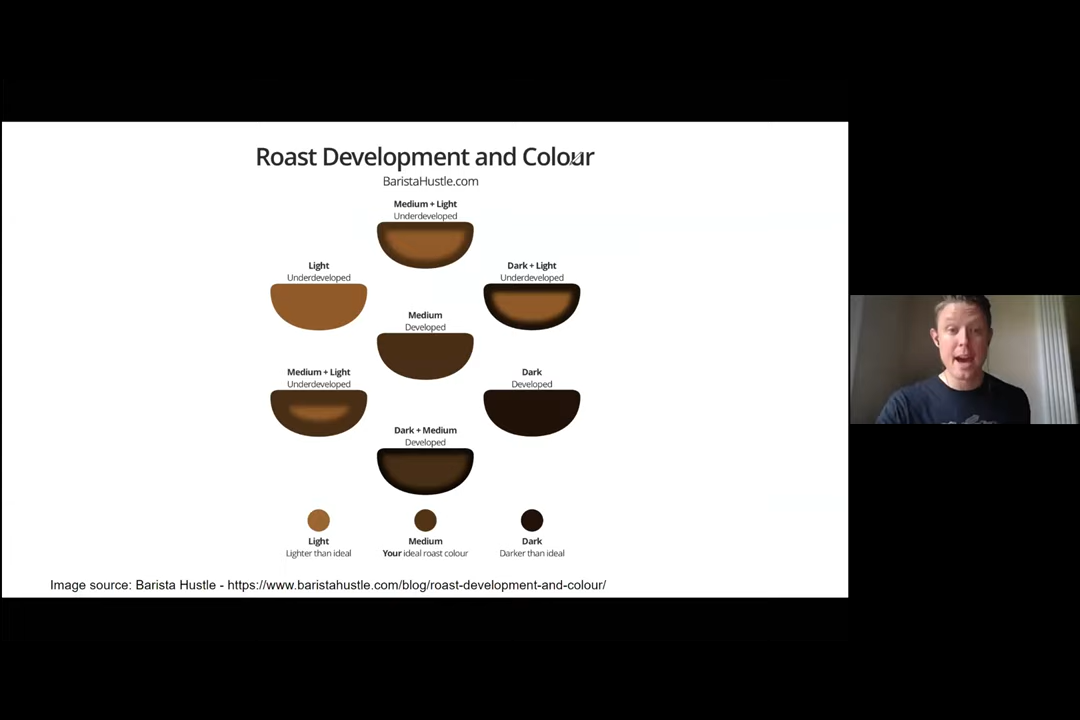 Roast Development and Colour
BaristaHustle.com
Medium + Light
Underdeveloped
Light
Underdeveloped
Dark + Light
Underdeveloped
Medium
Developed
Medium + Light
Underdeveloped
Dark
Developed
Dark + Medium
Developed
Light
Lighter than ideal
Medium
Your ideal roast colour
Dark
Darker than ideal
Image source: Barista Hustle - https://www.baristahustle.com/blog/roast-development-and-colour/